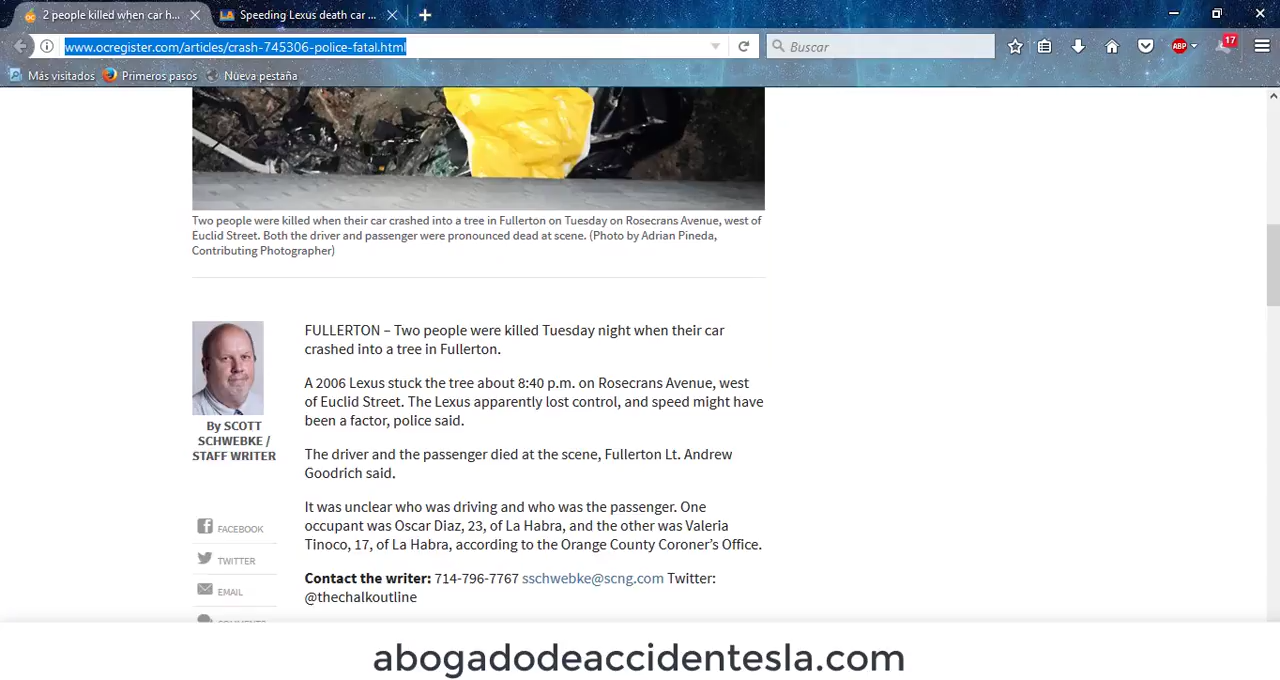 2 people killed when car h...
Speeding Lexus death car ...
www.ocregister.com/articles/crash-745306-police-fatal.html
Buscar
ABP
17
Más visitados
Primeros pasos
Nueva pestaña
Two people were killed when their car crashed into a tree in Fullerton on Tuesday on Rosecrans Avenue, west of
Euclid Street. Both the driver and passenger were pronounced dead at scene. (Photo by Adrian Pineda,
Contributing Photographer)
By SCOTT
SCHWEBKE /
STAFF WRITER
FULLERTON – Two people were killed Tuesday night when their car
crashed into a tree in Fullerton.
A 2006 Lexus stuck the tree about 8:40 p.m. on Rosecrans Avenue, west
of Euclid Street. The Lexus apparently lost control, and speed might have
been a factor, police said.
The driver and the passenger died at the scene, Fullerton Lt. Andrew
Goodrich said.
It was unclear who was driving and who was the passenger. One
occupant was Oscar Diaz, 23, of La Habra, and the other was Valeria
Tinoco, 17, of La Habra, according to the Orange County Coroner's Office.
Contact the writer: 714-796-7767 sschwebke@scng.com Twitter:
@thechalkoutline
FACEBOOK
TWITTER
EMAIL
abogadodeaccidentesla.com